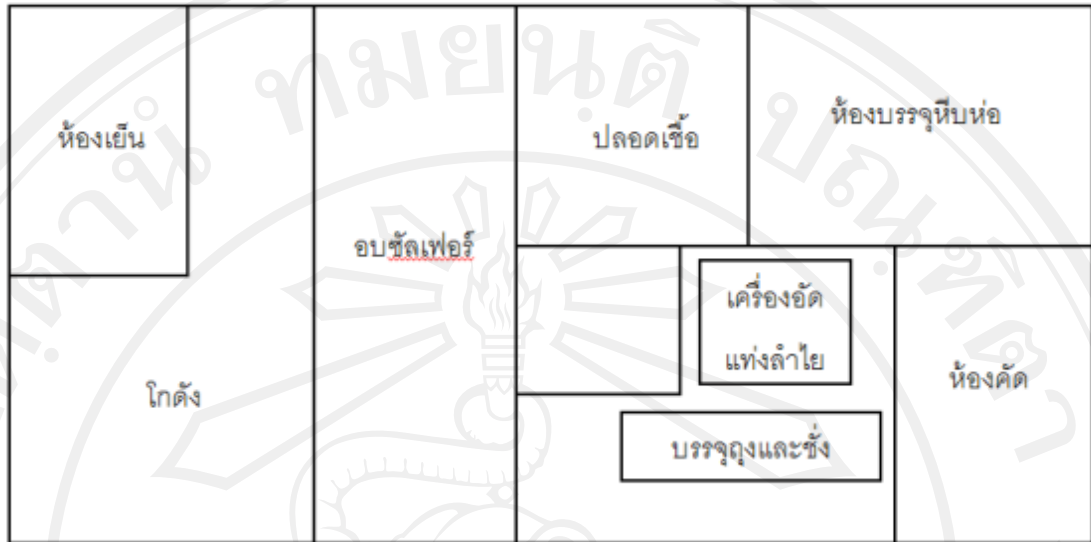 ห้องเย็น
ปลอดเชื้อ
ห้องบรรจุหีบห่อ
อบซัลเฟอร์
เครื่องอัด
แท่งลำไย
โกดัง
ห้องคัด
บรรจุถุงและชั่ง